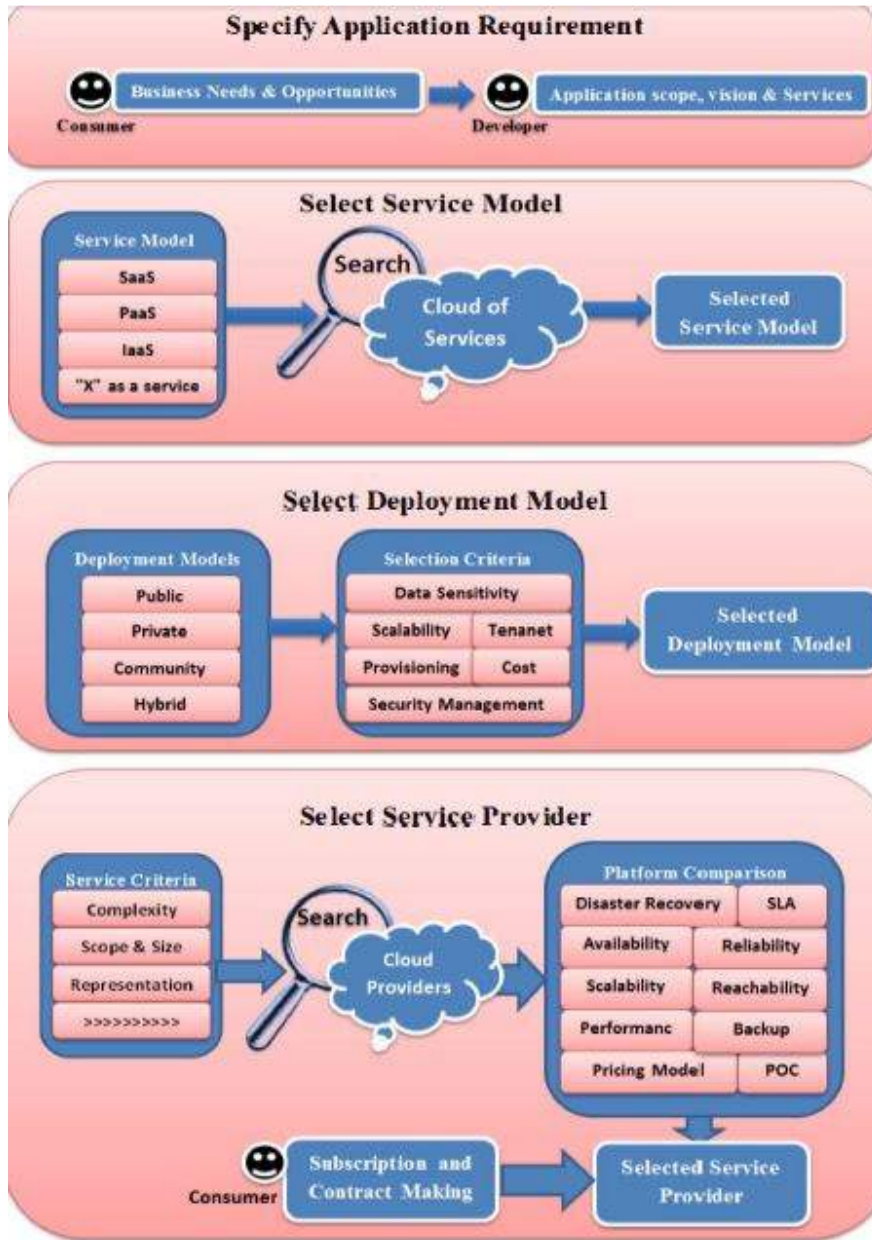 Specify Application Requirement
Business Needs & Opportunities
Application scope, vision & Services
Consumer
Developer
Select Service Model
Service Model
SaaS
PaaS
IaaS
"X" as a service
Search
Cloud of
Services
Selected
Service Model
Select Deployment Model
Deployment Models
Public
Private
Community
Hybrid
Selection Criteria
Data Sensitivity
Scalability
Tenanet
Provisioning
Cost
Security Management
Selected
Deployment Model
Select Service Provider
Service Criteria
Complexity
Scope & Size
Representation
>>>>>>>>>>
Search
Cloud
Providers
Platform Comparison
Disaster Recovery
SLA
Availability
Reliability
Scalability
Reachability
Performanc
Backup
Pricing Model
POC
Consumer
Subscription and
Contract Making
Selected Service
Provider